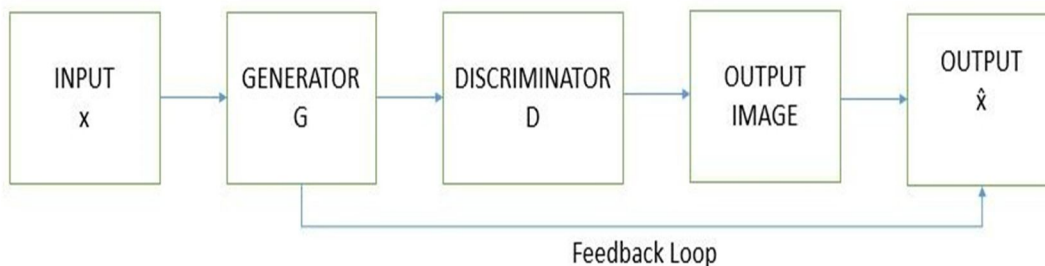 INPUT
x
GENERATOR
G
DISCRIMINATOR
D
OUTPUT
IMAGE
OUTPUT
x̂
Feedback Loop